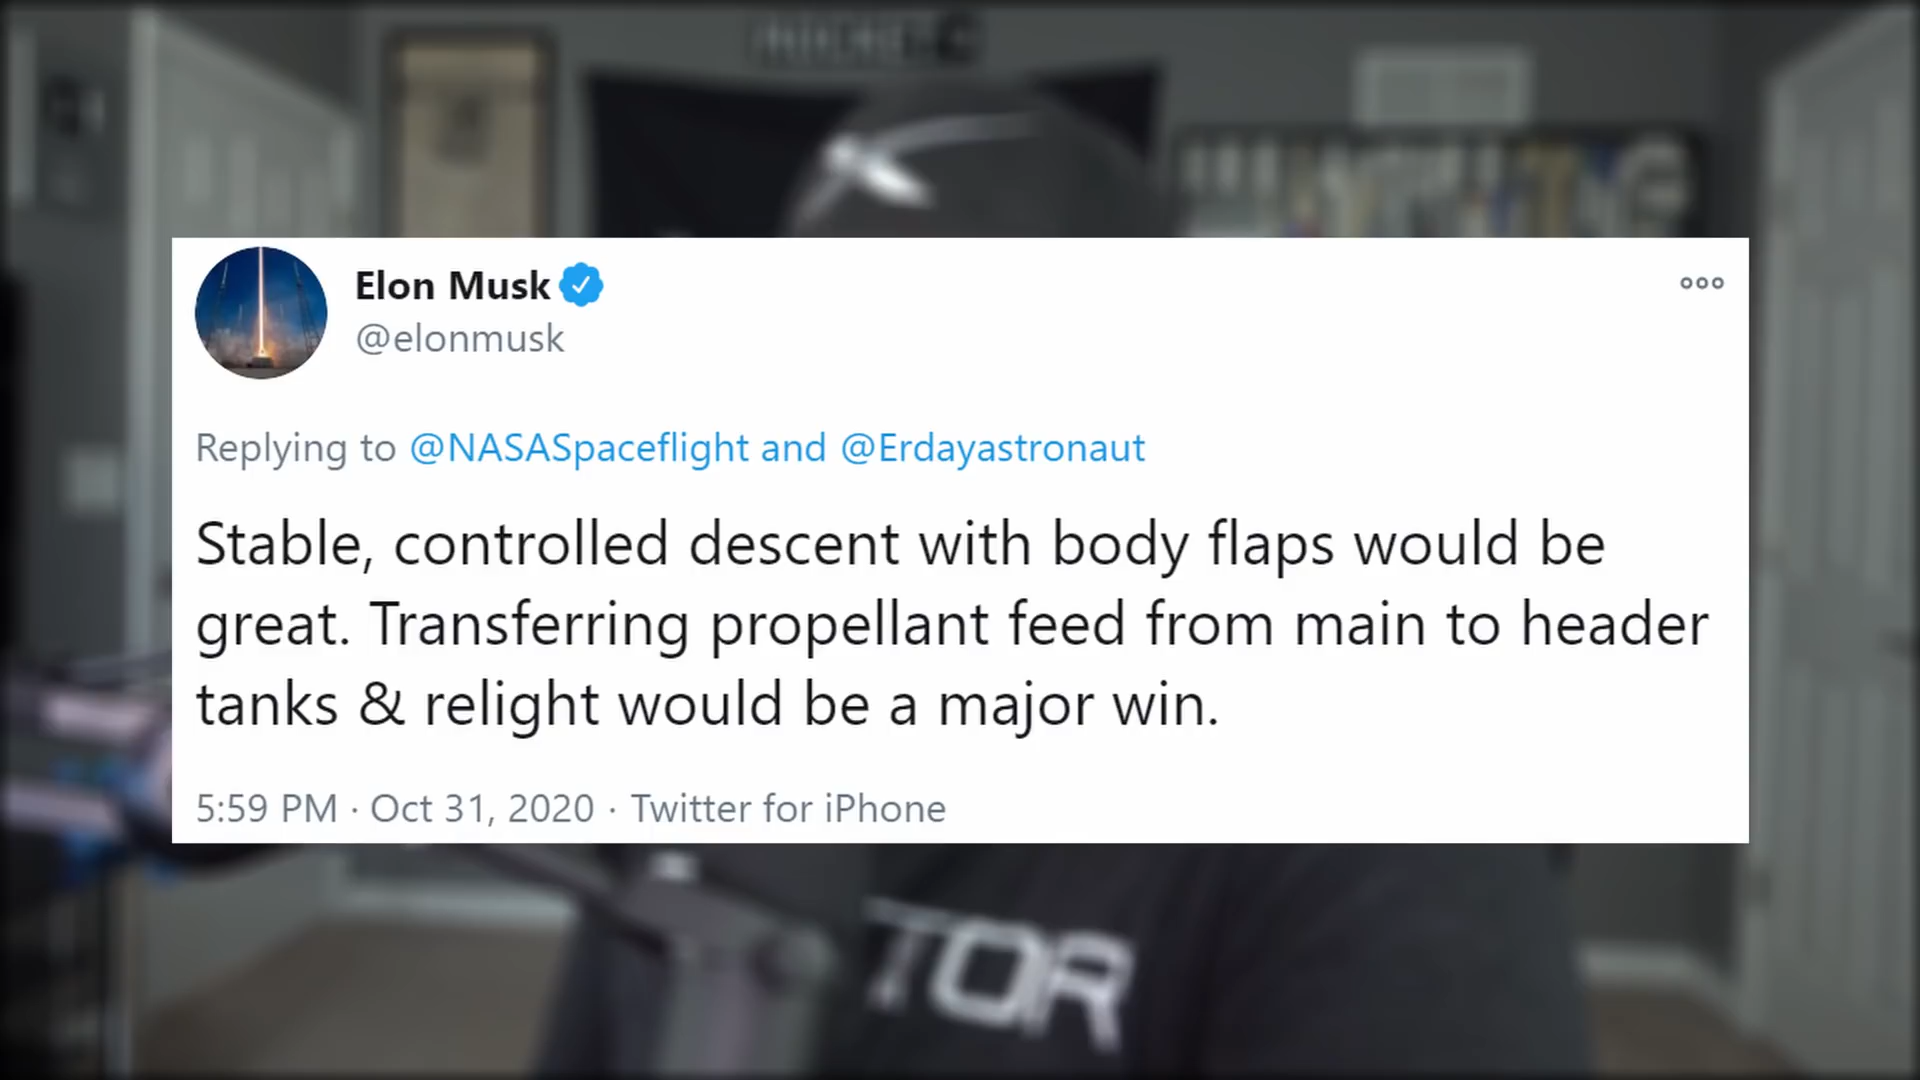 Elon Musk
@elonmusk
Replying to @NASASpaceflight and @Erdayastronaut
Stable, controlled descent with body flaps would be
great. Transferring propellant feed from main to header
tanks & relight would be a major win.
5:59 PM · Oct 31, 2020 · Twitter for iPhone
TOR